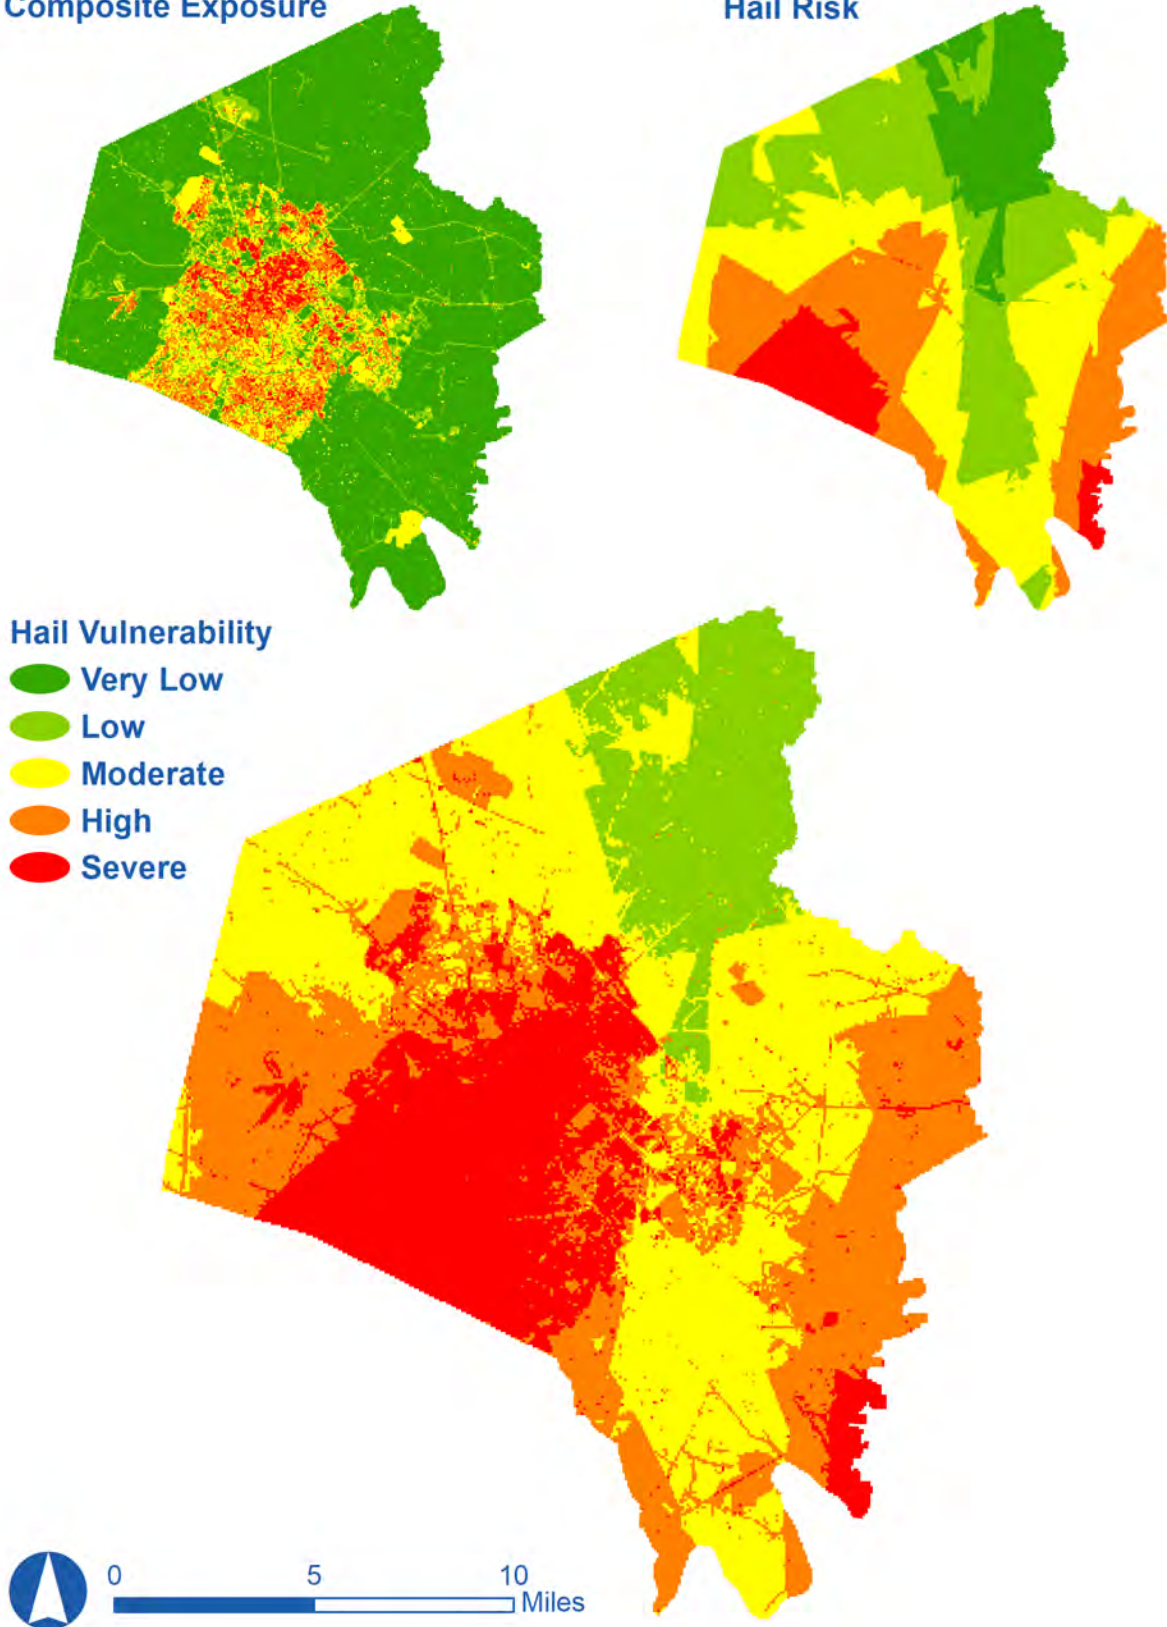 Composite Exposure
Hail Risk
Hail Vulnerability
Very Low
Low
Moderate
High
Severe
0 5 10
Miles